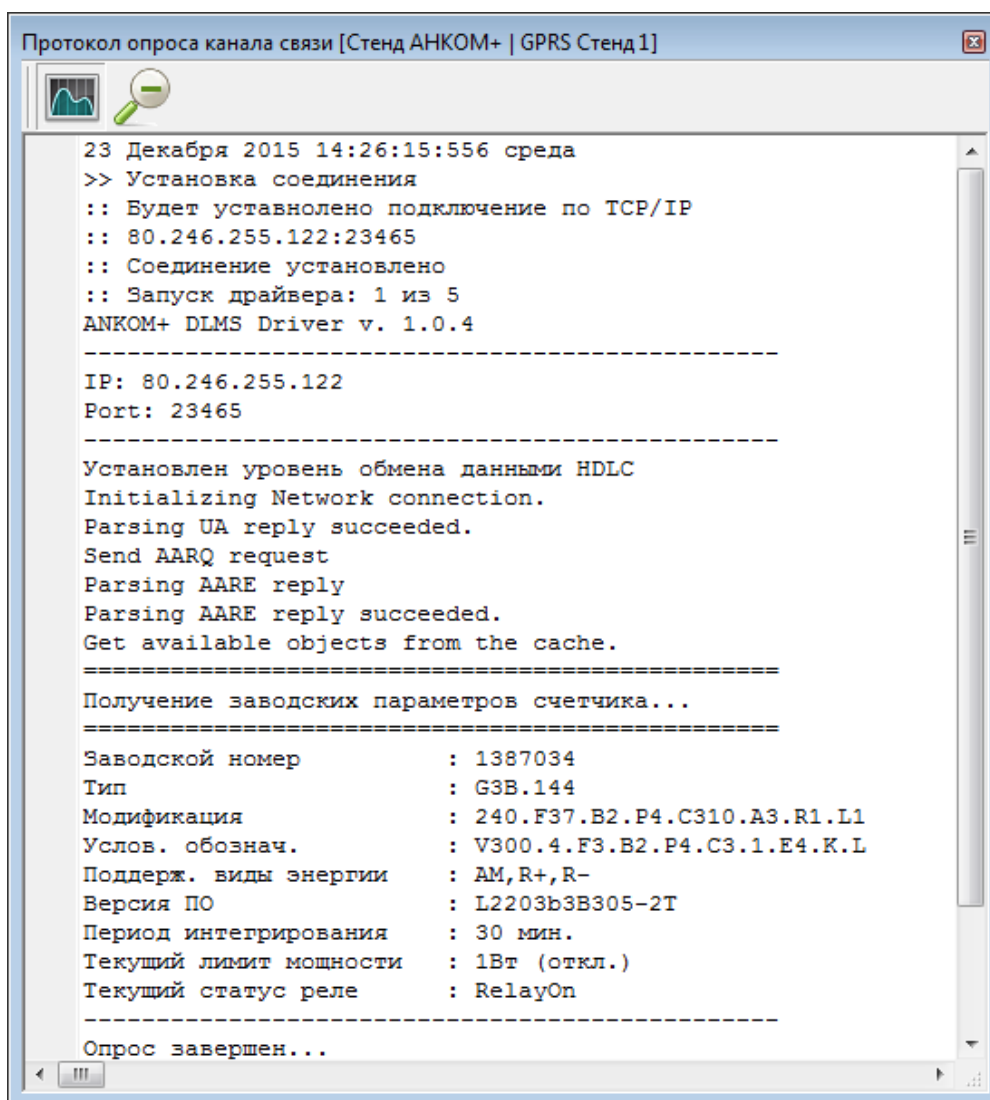 Протокол опроса канала связи [Стенд АНКОМ+ | GPRS Стенд 1]
23 Декабря 2015 14:26:15:556 среда
>> Установка соединения
:: Будет уставнолено подключение по TCP/IP
:: 80.246.255.122:23465
:: Соединение установлено
:: Запуск драйвера: 1 из 5
ANKOM+ DLMS Driver v. 1.0.4
------------------------------------------------
IP: 80.246.255.122
Port: 23465
------------------------------------------------
Установлен уровень обмена данными HDLC
Initializing Network connection.
Parsing UA reply succeeded.
Send AARQ request
Parsing AARE reply
Parsing AARE reply succeeded.
Get available objects from the cache.
================================================
Получение заводских параметров счетчика...
================================================
Заводской номер : 1387034
Тип : G3B.144
Модификация : 240.F37.B2.P4.C310.A3.R1.L1
Услов. обознач. : V300.4.F3.B2.P4.C3.1.E4.K.L
Поддерж. виды энергии : AM,R+,R-
Версия ПО : L2203b3B305-2T
Период интегрирования : 30 мин.
Текущий лимит мощности : 1Вт (откл.)
Текущий статус реле : RelayOn
------------------------------------------------
Опрос завершен...